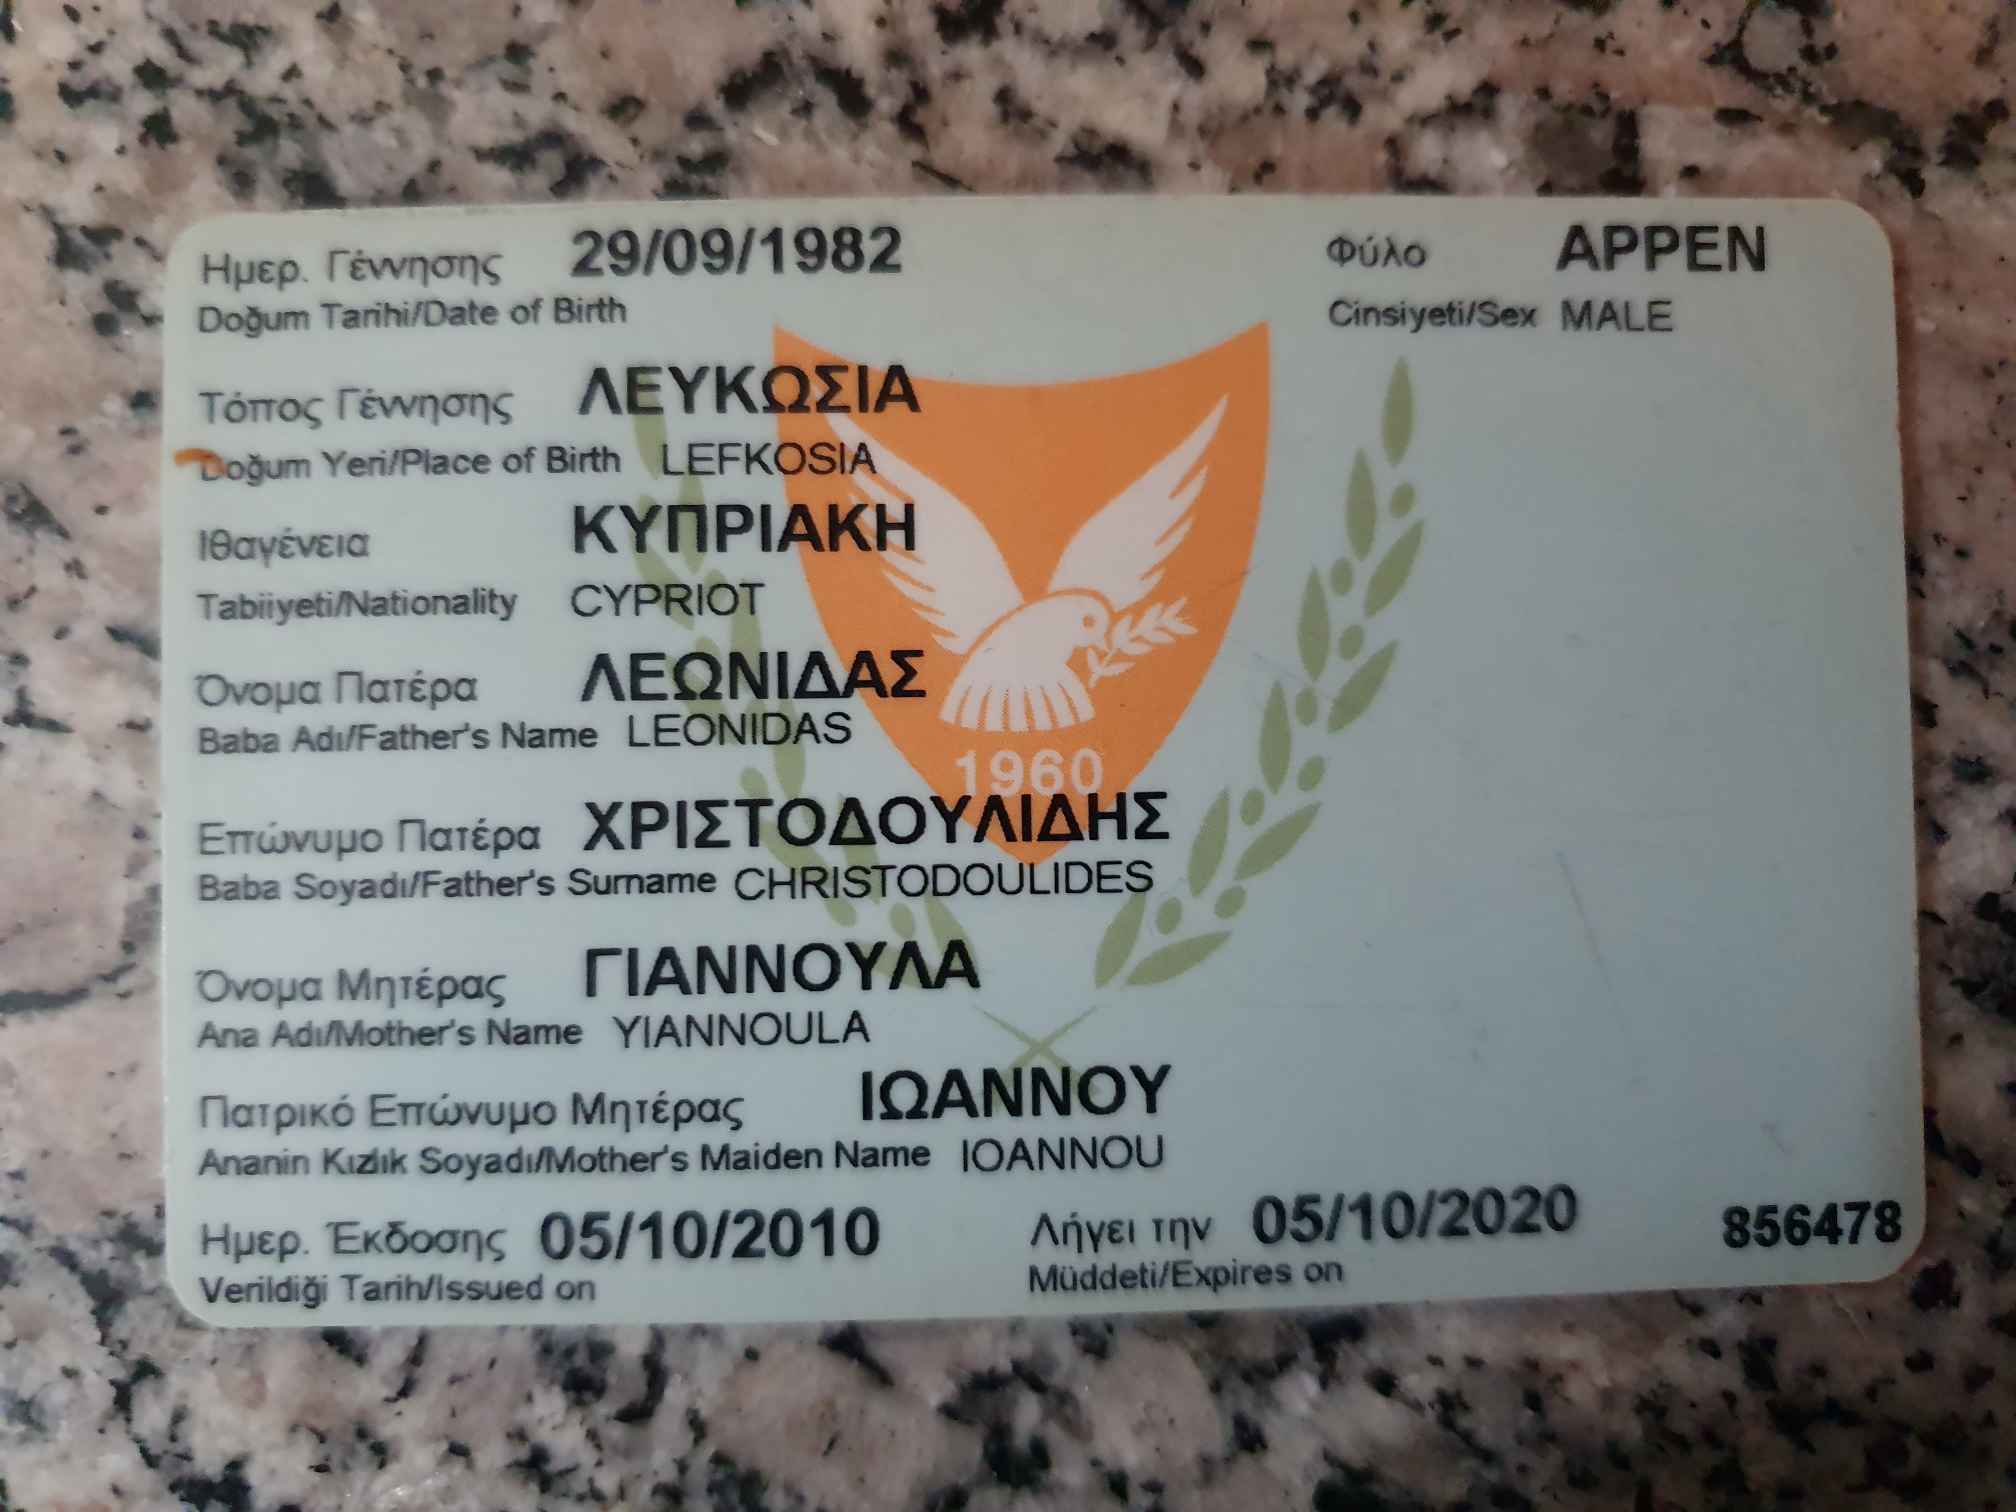 Ημερ. Γέννησης 29/09/1982 Φύλο ΑΡΡΕΝ
Doğum Tarihi/Date of Birth Cinsiyeti/Sex MALE
Τόπος Γέννησης ΛΕΥΚΩΣΙΑ
Doğum Yeri/Place of Birth LEFKOSIA
Ιθαγένεια ΚΥΠΡΙΑΚΗ
Tabiiyeti/Nationality CYPRIOT
Όνομα Πατέρα ΛΕΩΝΙΔΑΣ
Baba Adı/Father's Name LEONIDAS
1960
Επώνυμο Πατέρα ΧΡΙΣΤΟΔΟΥΛΙΔΗΣ
Baba Soyadı/Father's Surname CHRISTODOULIDES
Όνομα Μητέρας ΓΙΑΝΝΟΥΛΑ
Ana Adı/Mother's Name YIANNOULA
Πατρικό Επώνυμο Μητέρας ΙΩΑΝΝΟΥ
Ananin Kızlık Soyadı/Mother's Maiden Name IOANNOU
Ημερ. Έκδοσης 05/10/2010 Λήγει την 05/10/2020 856478
Verildiği Tarih/Issued on Müddeti/Expires on